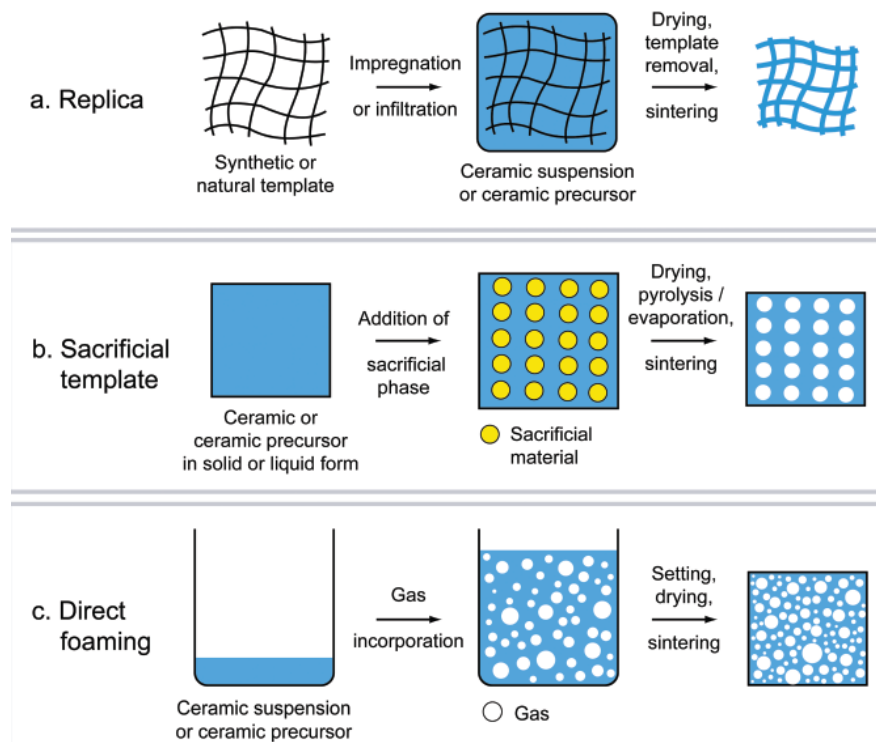 a. Replica
Synthetic or
natural template
Impregnation
or infiltration
Ceramic suspension
or ceramic precursor
Drying,
template
removal,
sintering
b. Sacrificial
template
Ceramic or
ceramic precursor
in solid or liquid form
Addition of
sacrificial
phase
Sacrificial
material
Drying,
pyrolysis /
evaporation,
sintering
c. Direct
foaming
Ceramic suspension
or ceramic precursor
Gas
incorporation
Gas
Setting,
drying,
sintering